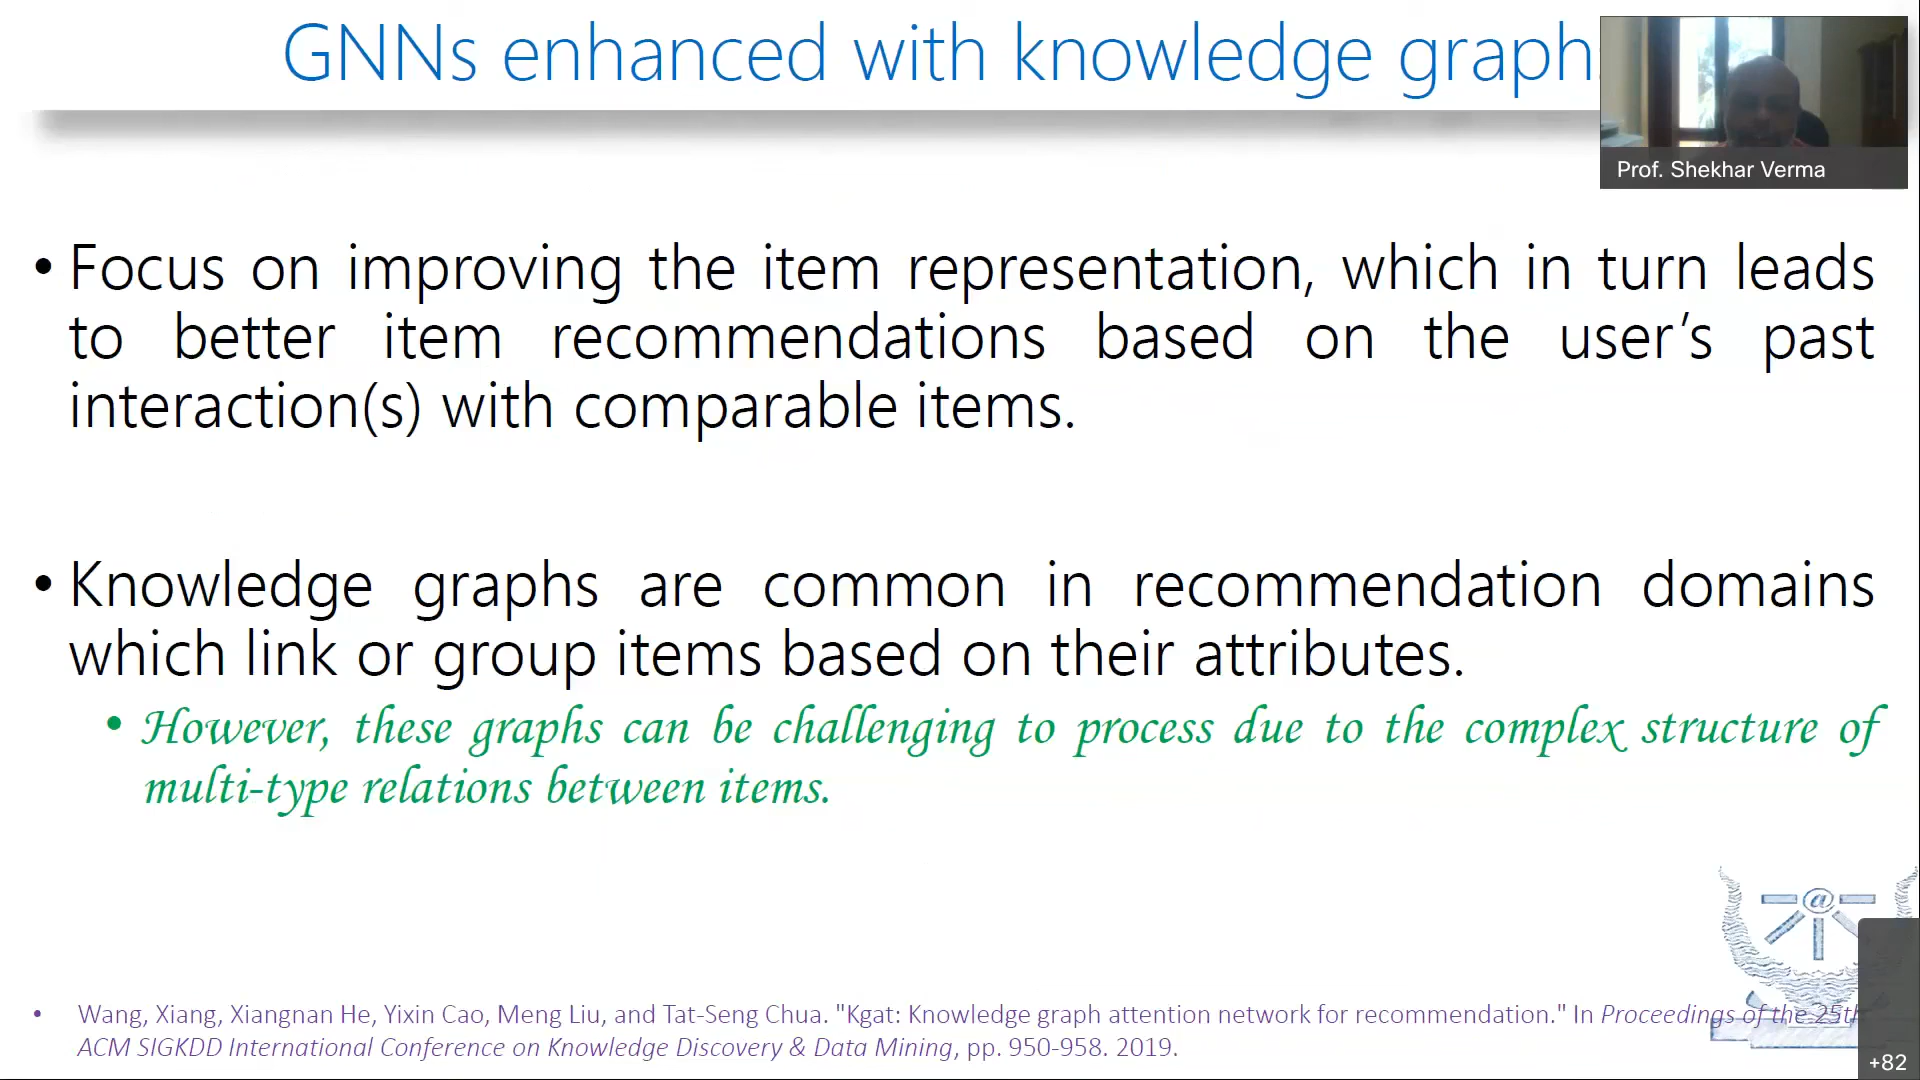 GNNs enhanced with knowledge graph
Prof. Shekhar Verma
• Focus on improving the item representation, which in turn leads
to better item recommendations based on the user’s past
interaction(s) with comparable items.
• Knowledge graphs are common in recommendation domains
which link or group items based on their attributes.
• However, these graphs can be challenging to process due to the complex structure of
multi-type relations between items.
@
• Wang, Xiang, Xiangnan He, Yixin Cao, Meng Liu, and Tat-Seng Chua. "Kgat: Knowledge graph attention network for recommendation." In Proceedings of the 25th
ACM SIGKDD International Conference on Knowledge Discovery & Data Mining, pp. 950-958. 2019.
+82